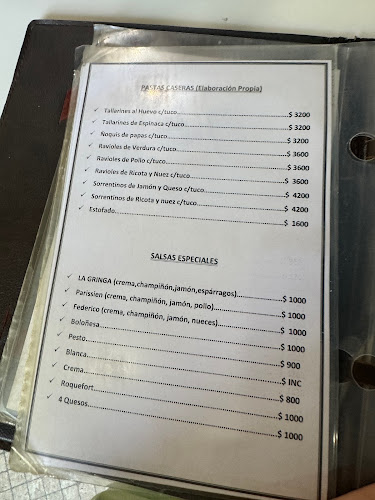 PASTAS CASERAS (Elaboración Propia)
✓ Tallarines al Huevo c/tuco....................$ 3200
✓ Tallarines de Espinaca c/tuco....................$ 3200
✓ Ñoquis de papas c/tuco....................$ 3200
✓ Ravioles de Verdura c/tuco....................$ 3600
✓ Ravioles de Pollo c/tuco....................$ 3600
✓ Ravioles de Ricota y Nuez c/tuco....................$ 3600
✓ Sorrentinos de Jamón y Queso c/tuco....................$ 4200
✓ Sorrentinos de Ricota y nuez c/tuco....................$ 4200
✓ Estofado....................$ 1600
SALSAS ESPECIALES
✓ LA GRINGA (crema,champiñón,jamón,espárragos)....................$ 1000
✓ Parissien (crema, champiñón, jamón, pollo)....................$ 1000
✓ Federico (crema, champiñón, jamón, nueces)....................$ 1000
✓ Boloñesa....................$ 1000
✓ Pesto....................$ 900
✓ Blanca....................$ INC
✓ Crema....................$ 800
✓ Roquefort....................$ 1000
✓ 4 Quesos....................$ 1000